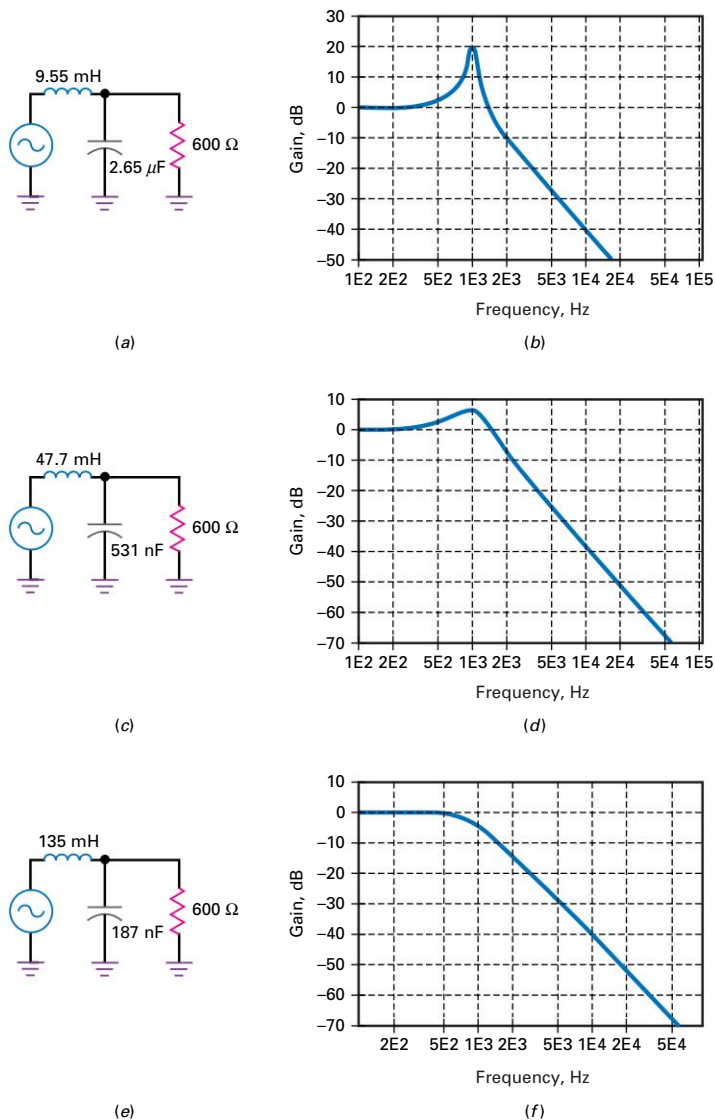 9.55 mH
2.65 μF
600 Ω
(a)
30
20
10
0
–10
–20
–30
–40
–50
Gain, dB
1E2 2E2 5E2 1E3 2E3 5E3 1E4 2E4 5E4 1E5
Frequency, Hz
(b)
47.7 mH
531 nF
600 Ω
(c)
10
0
–10
–20
–30
–40
–50
–60
–70
Gain, dB
1E2 2E2 5E2 1E3 2E3 5E3 1E4 2E4 5E4 1E5
Frequency, Hz
(d)
135 mH
187 nF
600 Ω
(e)
10
0
–10
–20
–30
–40
–50
–60
–70
Gain, dB
2E2 5E2 1E3 2E3 5E3 1E4 2E4 5E4
Frequency, Hz
(f)